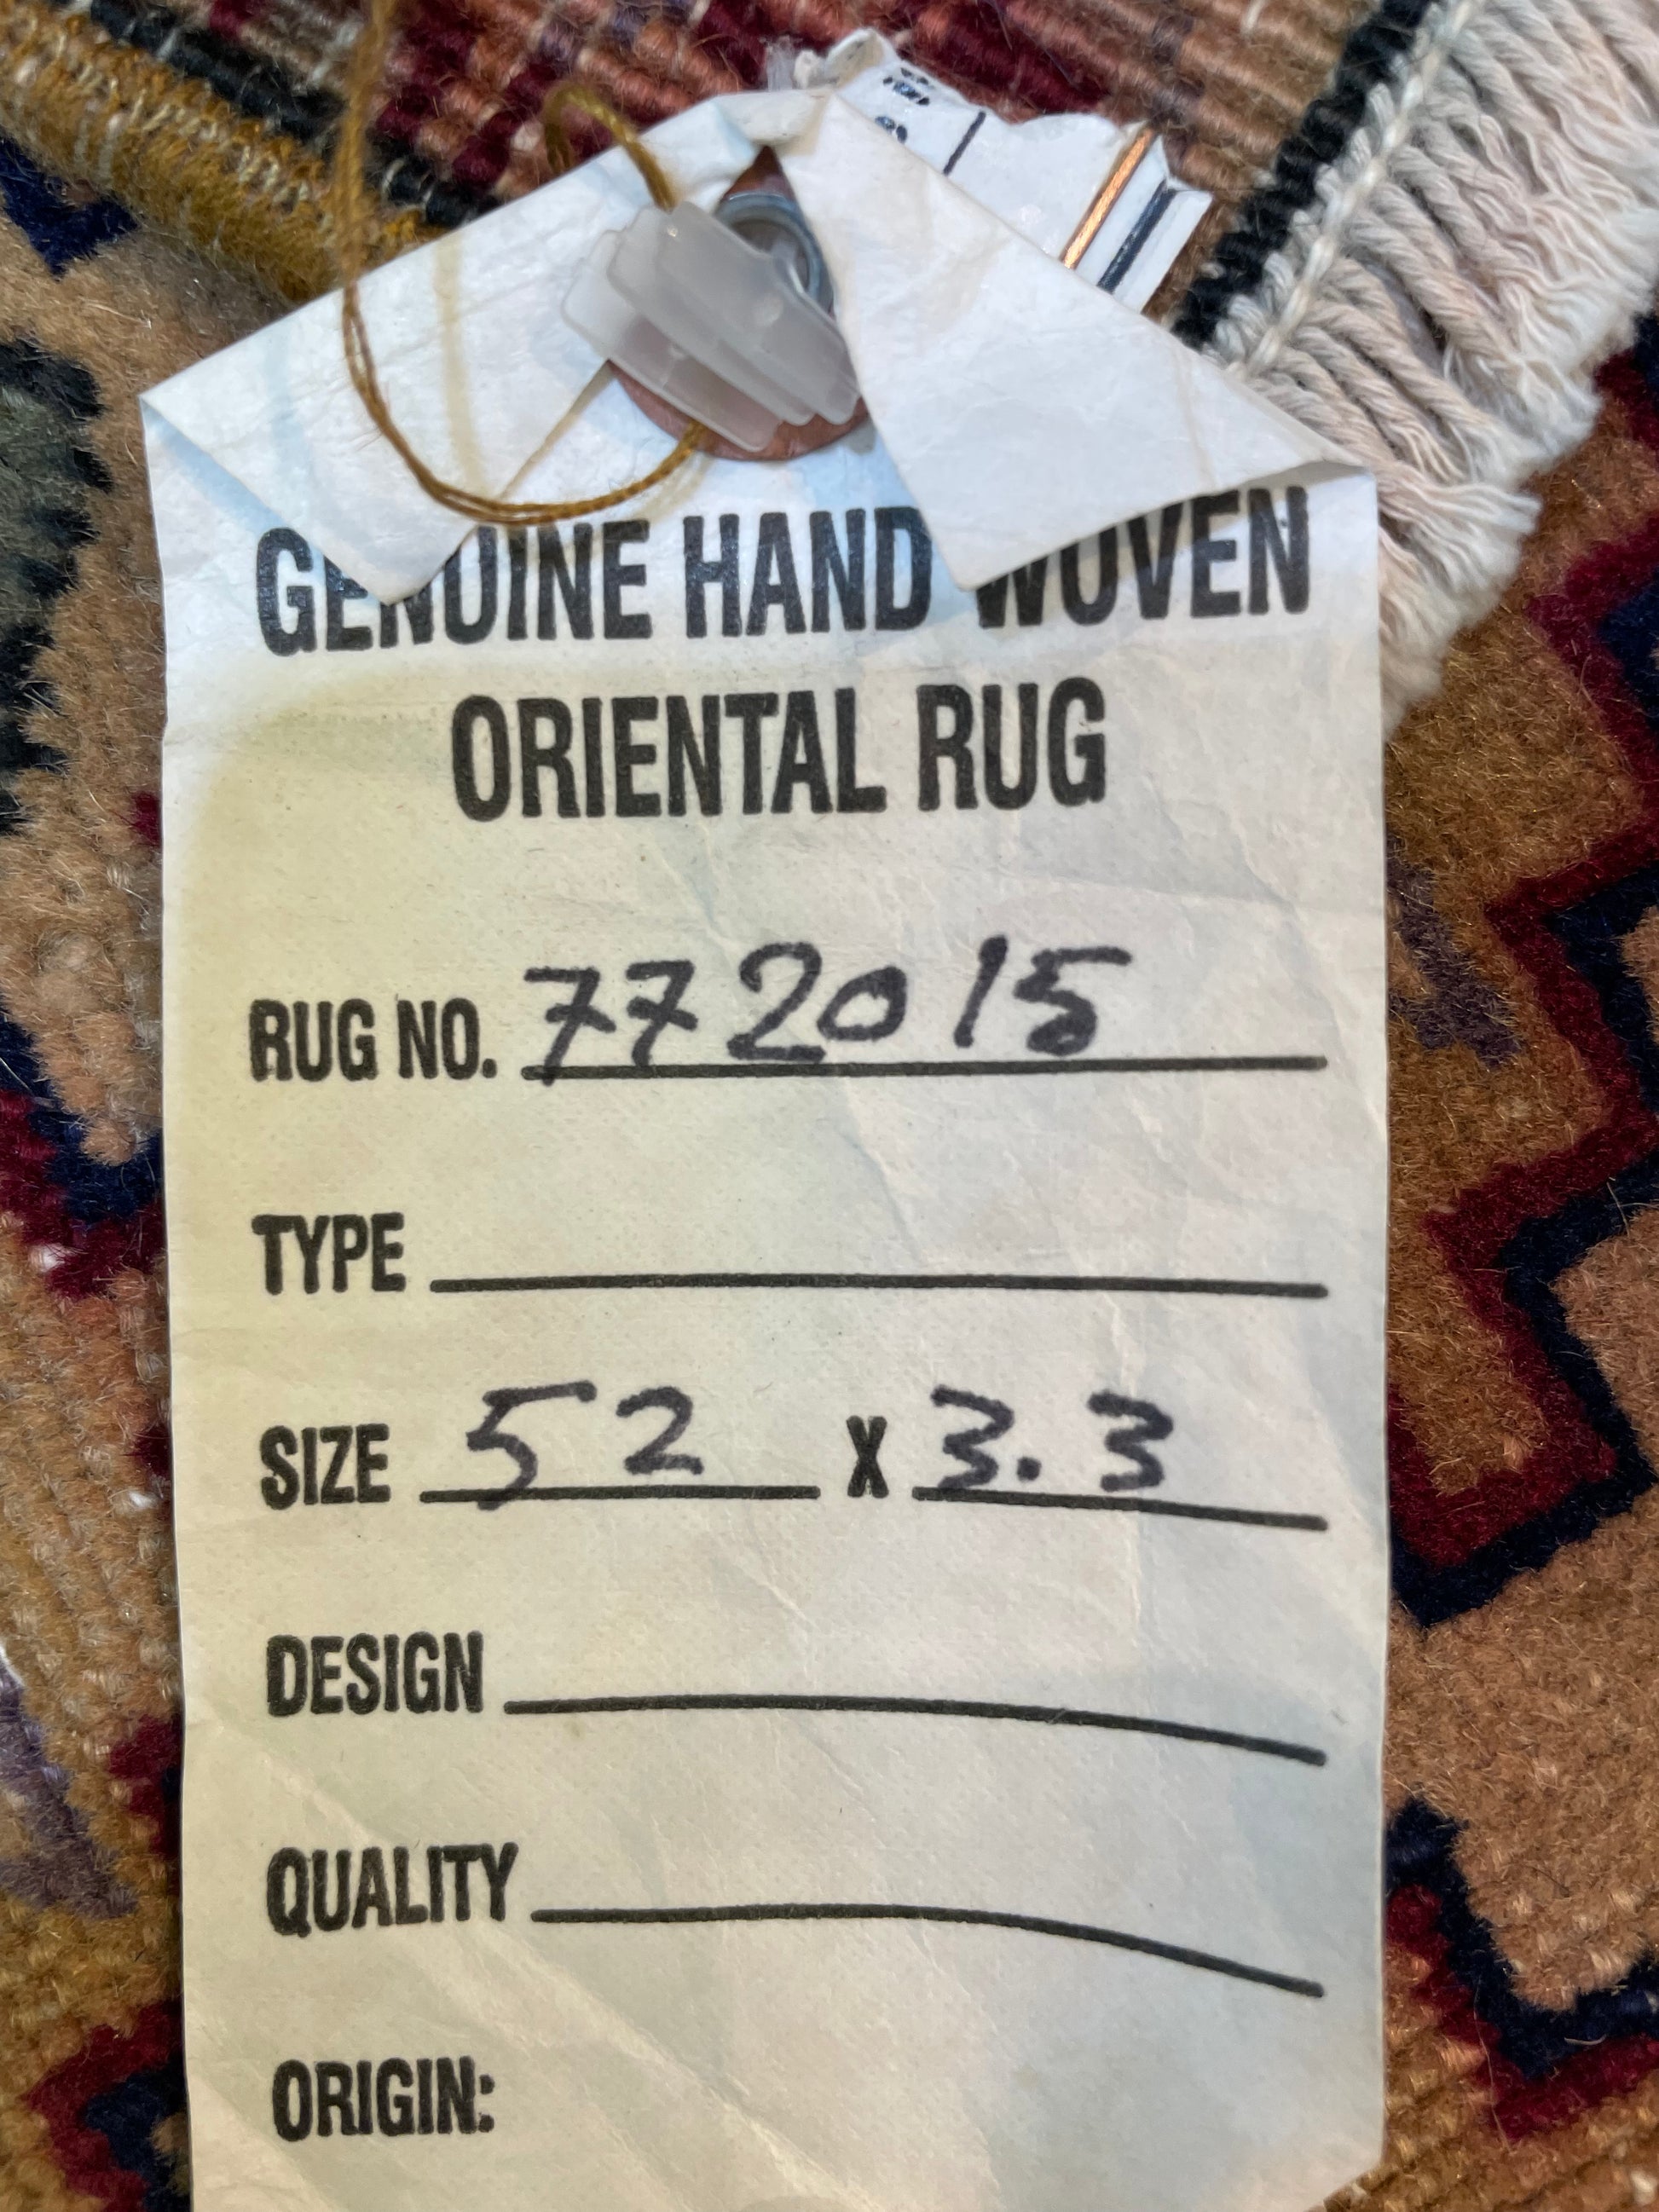 GENUINE HAND WOVEN
ORIENTAL RUG
RUG NO. 772015
TYPE
SIZE 52 X 3.3
DESIGN
QUALITY
ORIGIN: